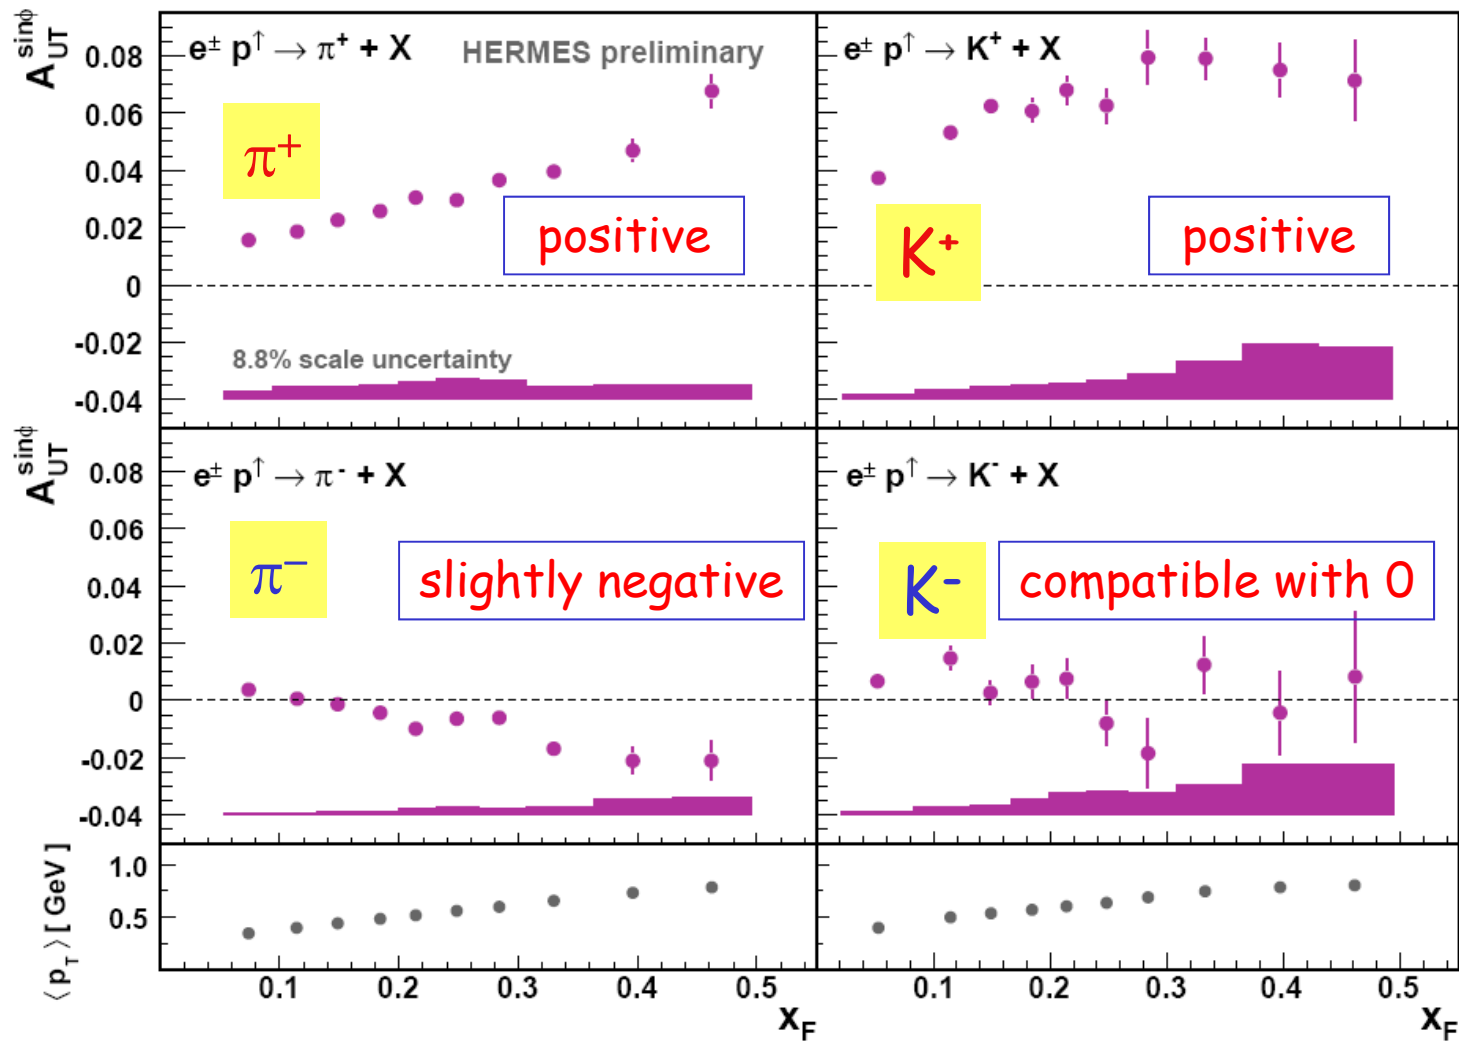 A_UT^sinφ
e± p↑ → π+ + X
HERMES preliminary
π+
positive
8.8% scale uncertainty
0.08
0.06
0.04
0.02
0
-0.02
-0.04
e± p↑ → K+ + X
K+
positive
A_UT^sinφ
e± p↑ → π- + X
π−
slightly negative
0.08
0.06
0.04
0.02
0
-0.02
-0.04
e± p↑ → K- + X
K-
compatible with 0
⟨p_T⟩ [GeV]
1.0
0.5
0.1 0.2 0.3 0.4 0.5
x_F
0.1 0.2 0.3 0.4 0.5
x_F